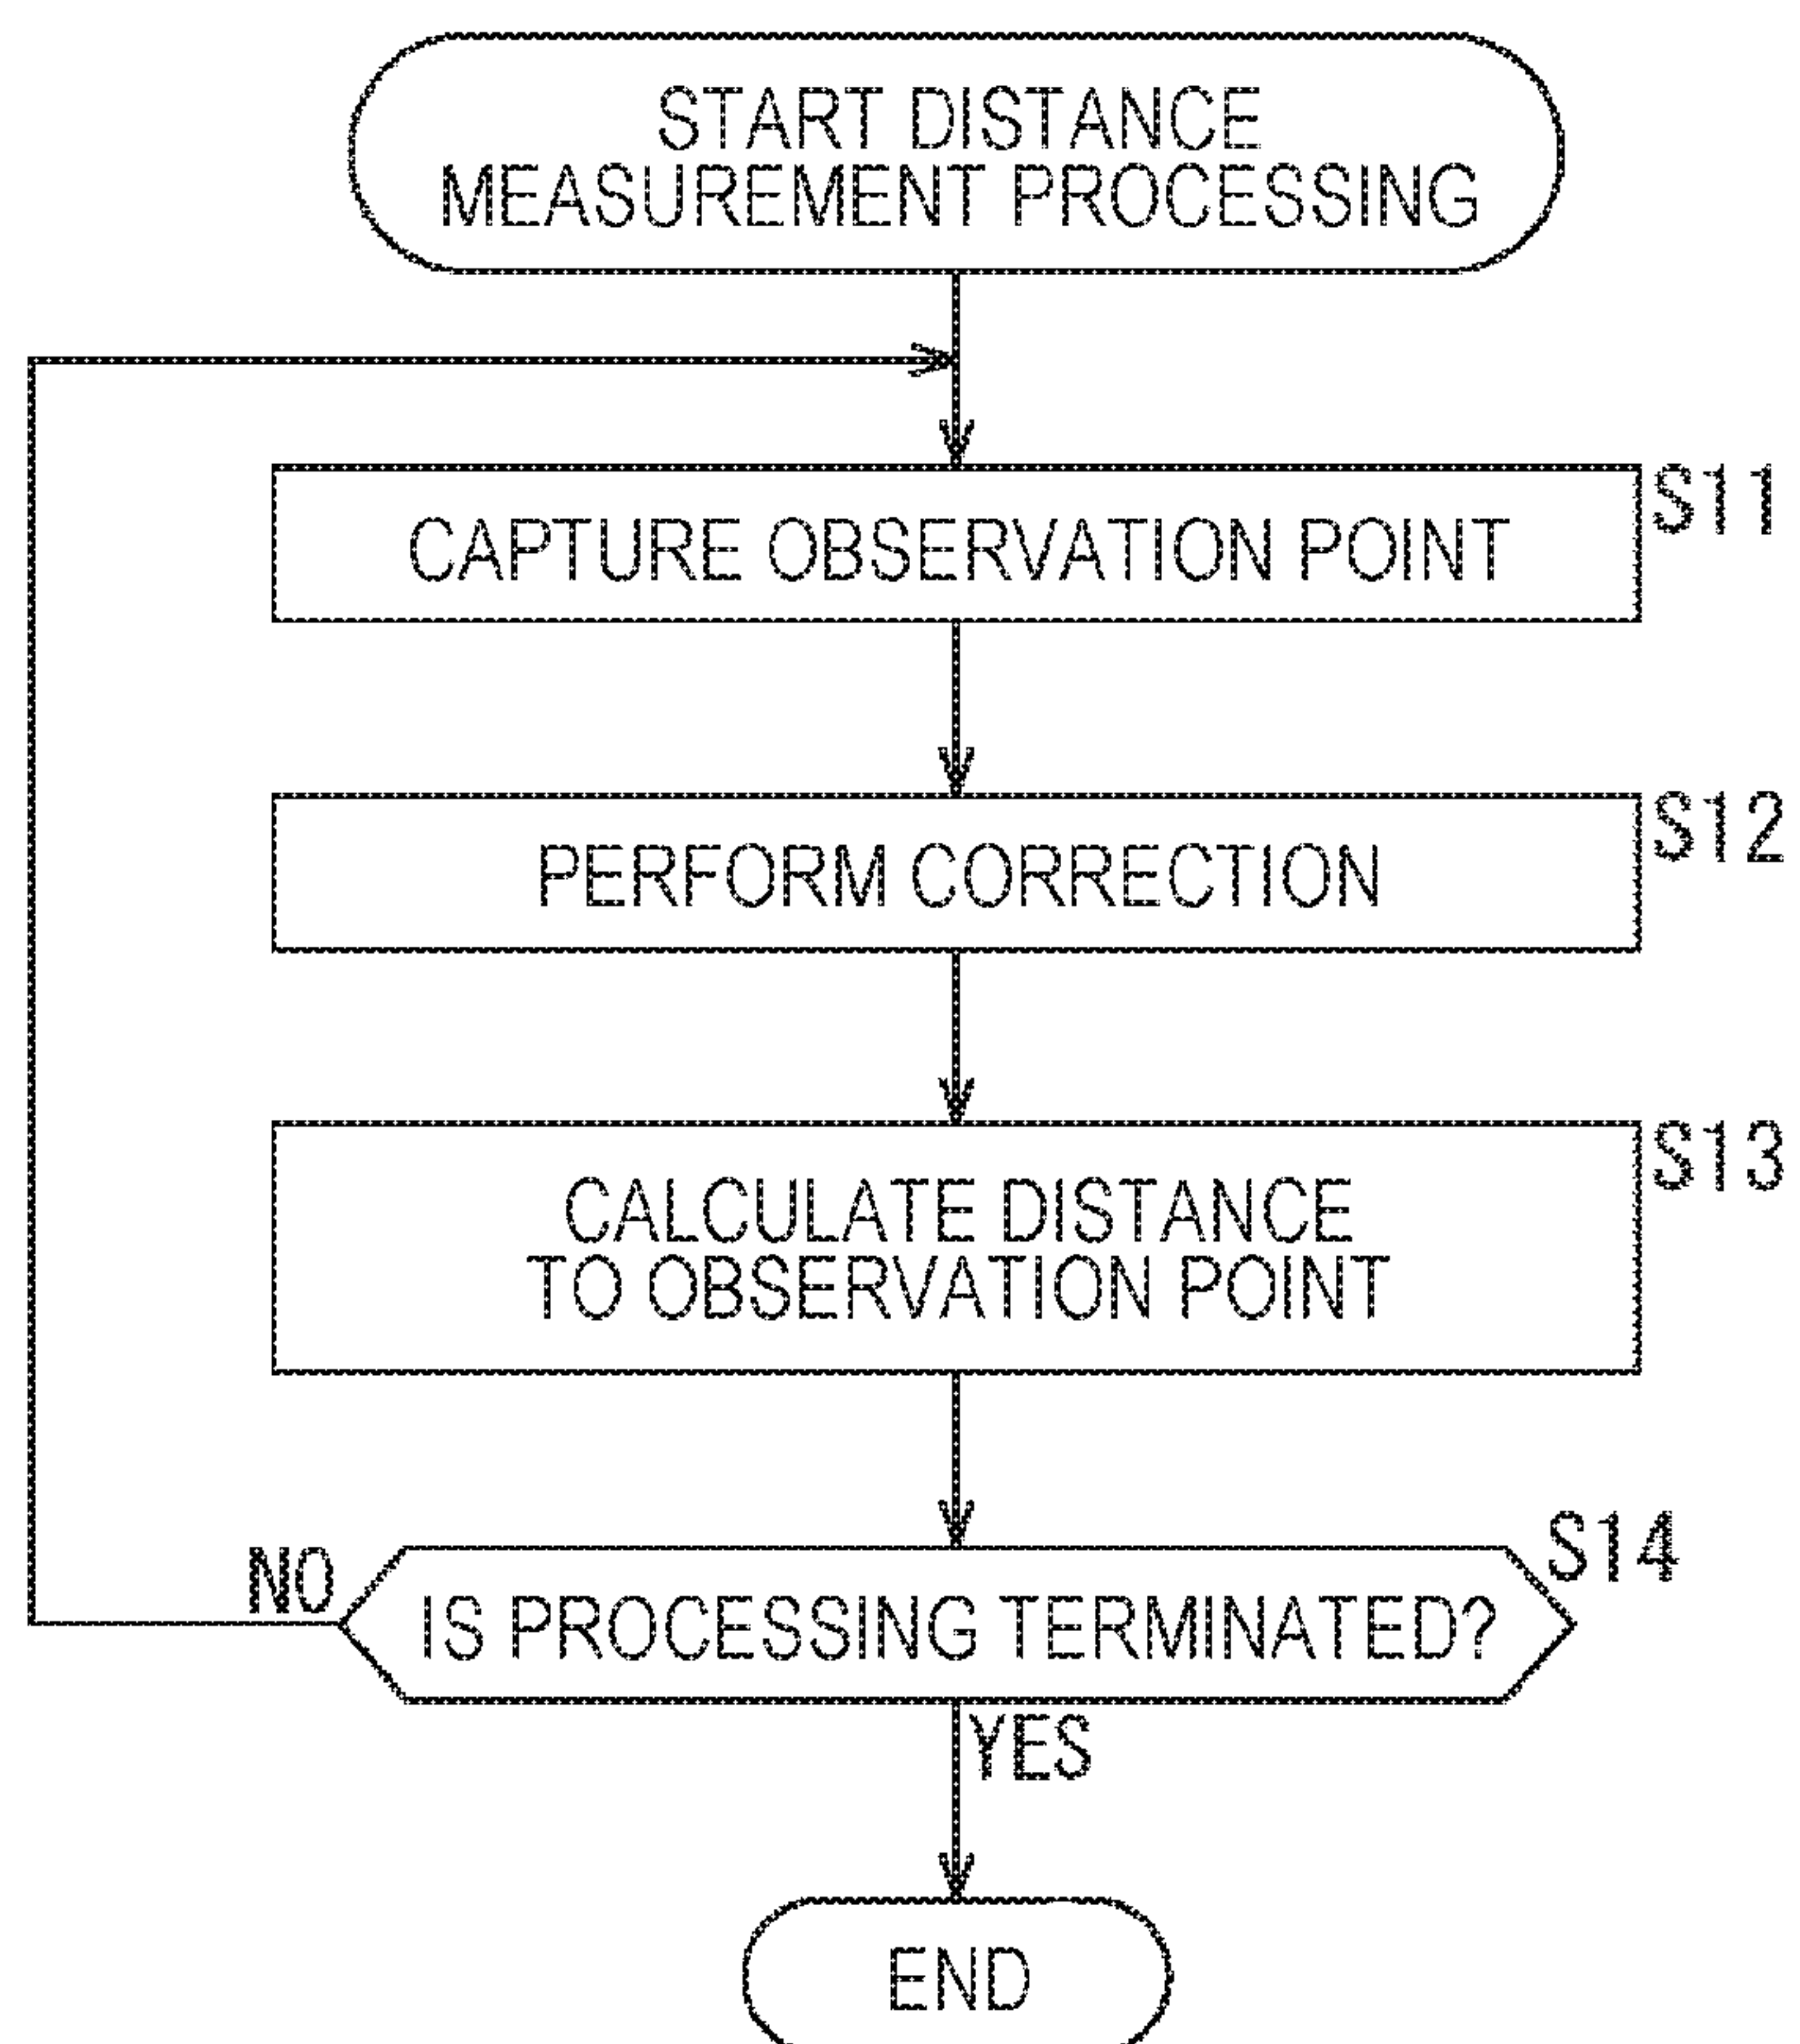 START DISTANCE
MEASUREMENT PROCESSING
CAPTURE OBSERVATION POINT
S11
PERFORM CORRECTION
S12
CALCULATE DISTANCE
TO OBSERVATION POINT
S13
IS PROCESSING TERMINATED?
S14
NO
YES
END